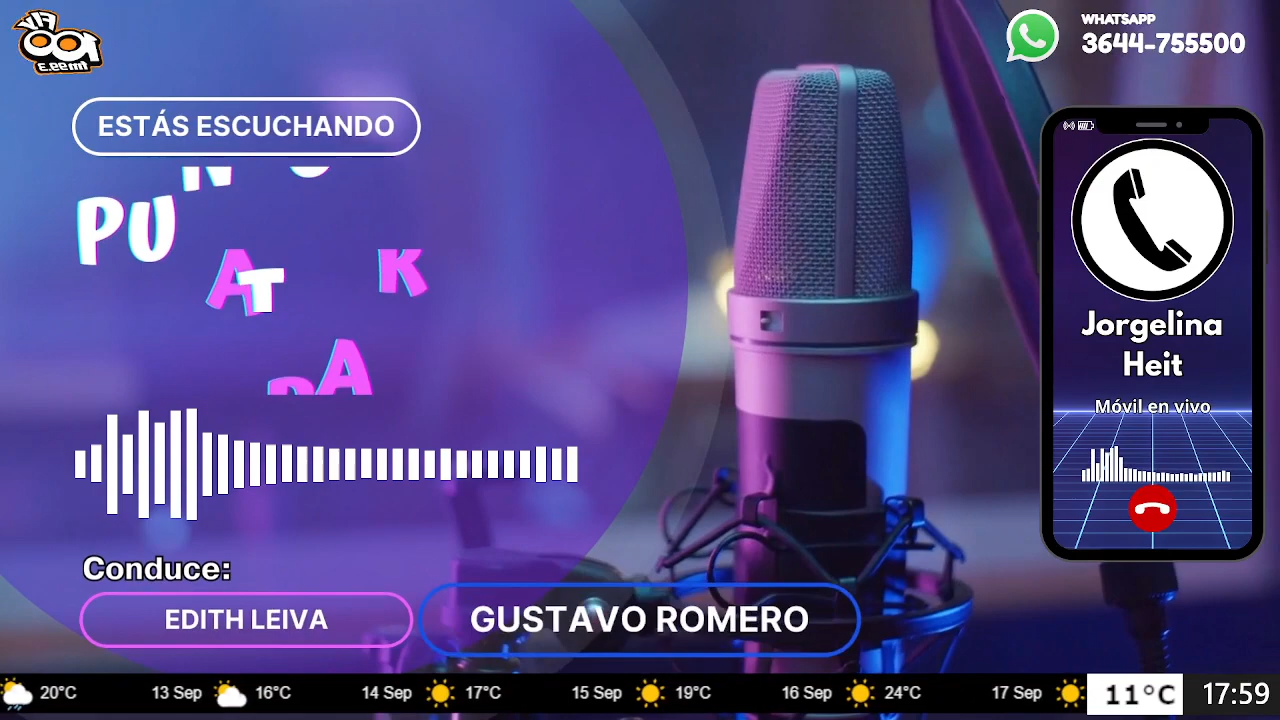 WHATSAPP
3644-755500
ESTÁS ESCUCHANDO
PU
A
T
K
A
Jorgelina
Heit
Móvil en vivo
Conduce:
EDITH LEIVA
GUSTAVO ROMERO
20°C 13 Sep 16°C 14 Sep 17°C 15 Sep 19°C 16 Sep 24°C 17 Sep 11°C 17:59